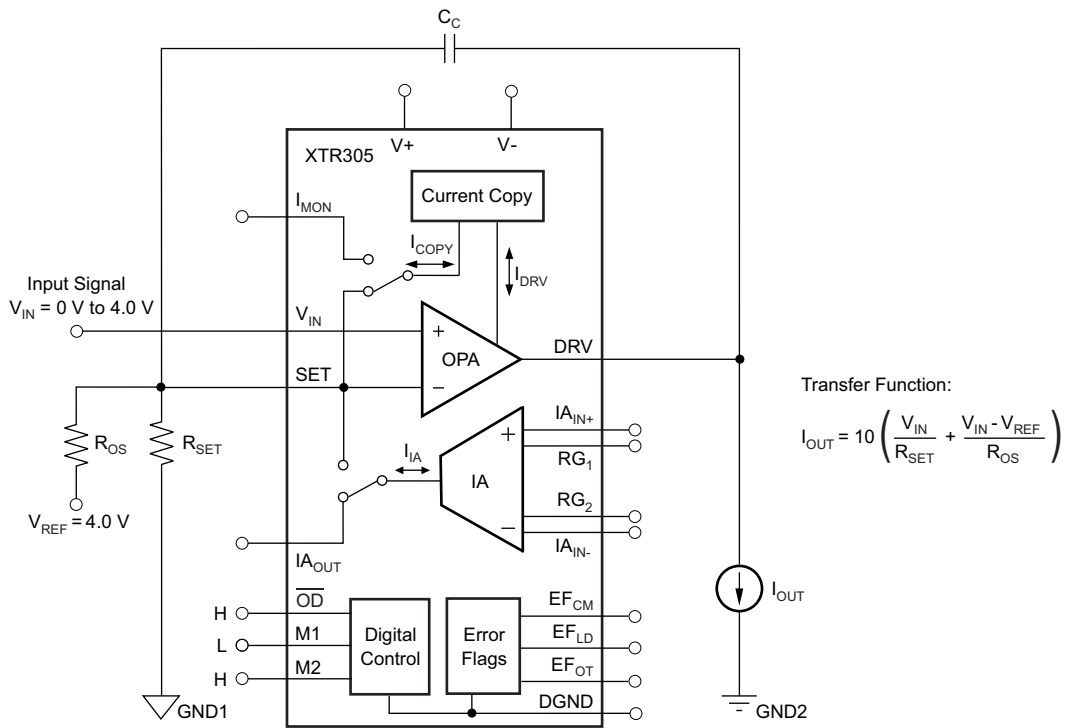 C_C
V+
V-
XTR305
Current Copy
I_MON
I_COPY
I_DRV
Input Signal
V_IN = 0 V to 4.0 V
V_IN
+
OPA
−
DRV
SET
R_OS
R_SET
V_REF = 4.0 V
I_IA
+
IA
−
IA_IN+
RG_1
RG_2
IA_IN-
IA_OUT
Transfer Function:
I_OUT = 10 ( V_IN / R_SET + V_IN - V_REF / R_OS )
I_OUT
H
O̅D̅
L
M1
H
M2
Digital
Control
Error
Flags
EF_CM
EF_LD
EF_OT
DGND
GND1
GND2